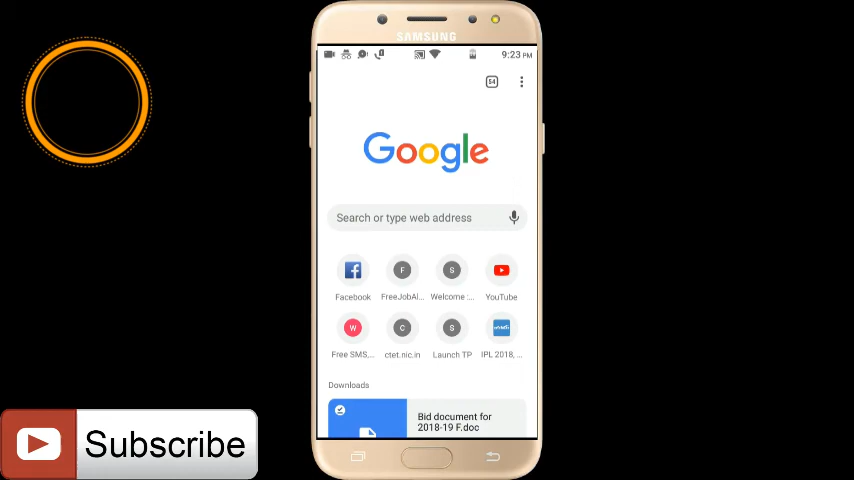 SAMSUNG
9:23 PM
54
Google
Search or type web address
Facebook
F
FreeJobAl...
S
Welcome :...
YouTube
W
Free SMS,...
C
ctet.nic.in
S
Launch TP
IPL 2018, ...
Downloads
Bid document for
2018-19 F.doc
Subscribe